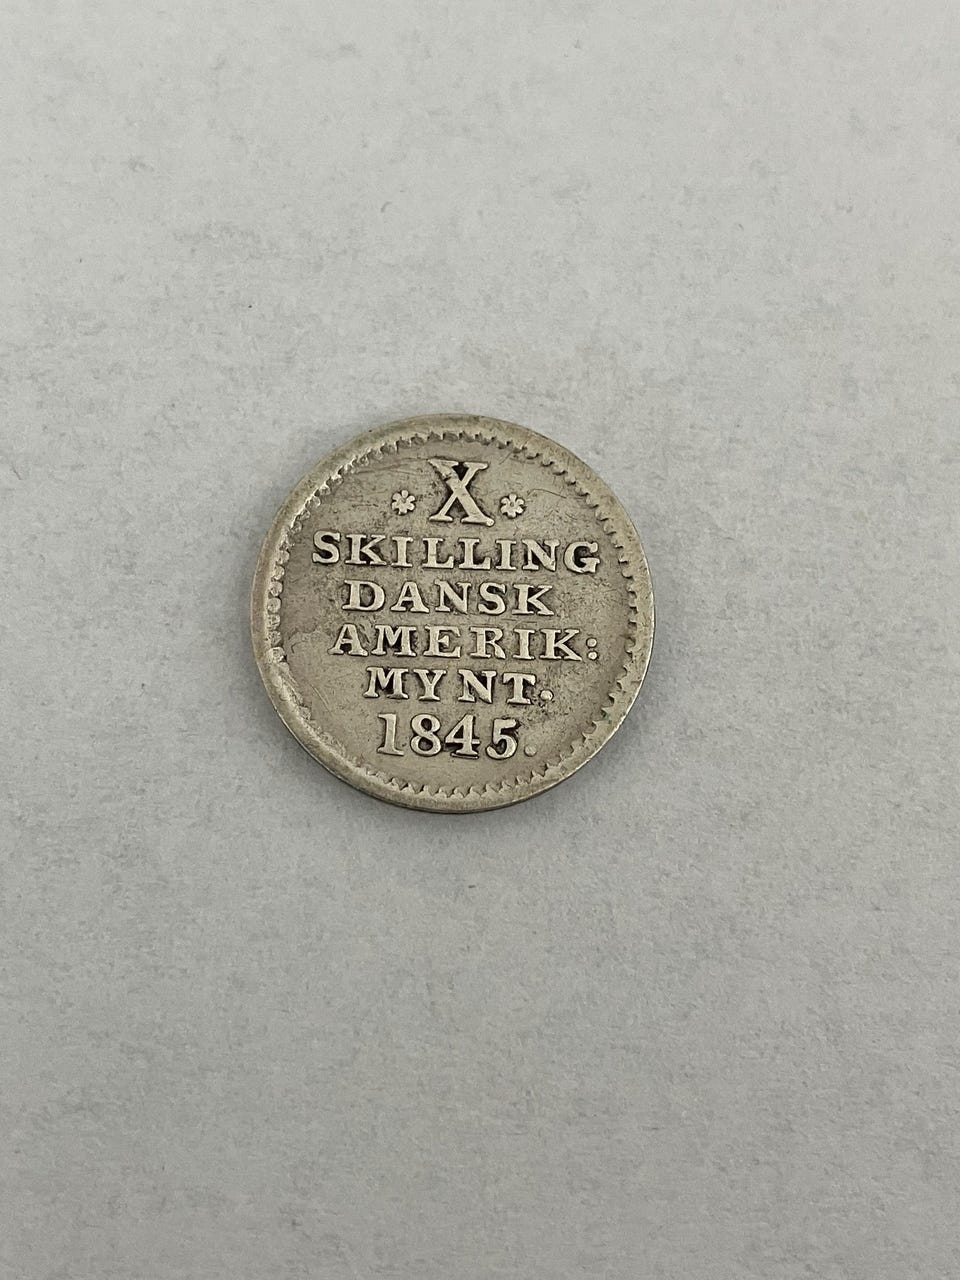 X
SKILLING
DANSK
AMERIK:
MYNT.
1845.